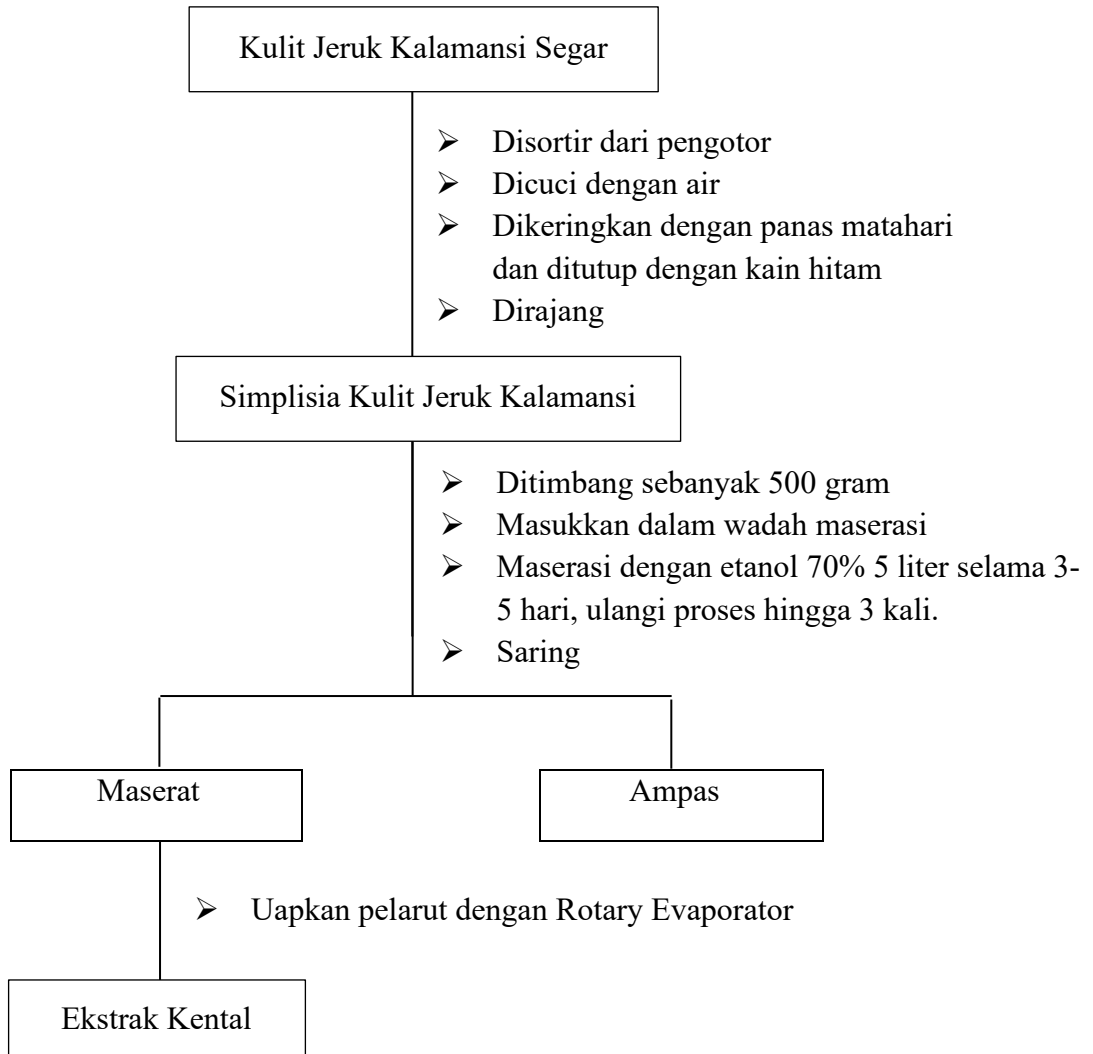 Kulit Jeruk Kalamansi Segar
➢ Disortir dari pengotor
➢ Dicuci dengan air
➢ Dikeringkan dengan panas matahari
dan ditutup dengan kain hitam
➢ Dirajang
Simplisia Kulit Jeruk Kalamansi
➢ Ditimbang sebanyak 500 gram
➢ Masukkan dalam wadah maserasi
➢ Maserasi dengan etanol 70% 5 liter selama 3-
5 hari, ulangi proses hingga 3 kali.
➢ Saring
Maserat
Ampas
➢ Uapkan pelarut dengan Rotary Evaporator
Ekstrak Kental